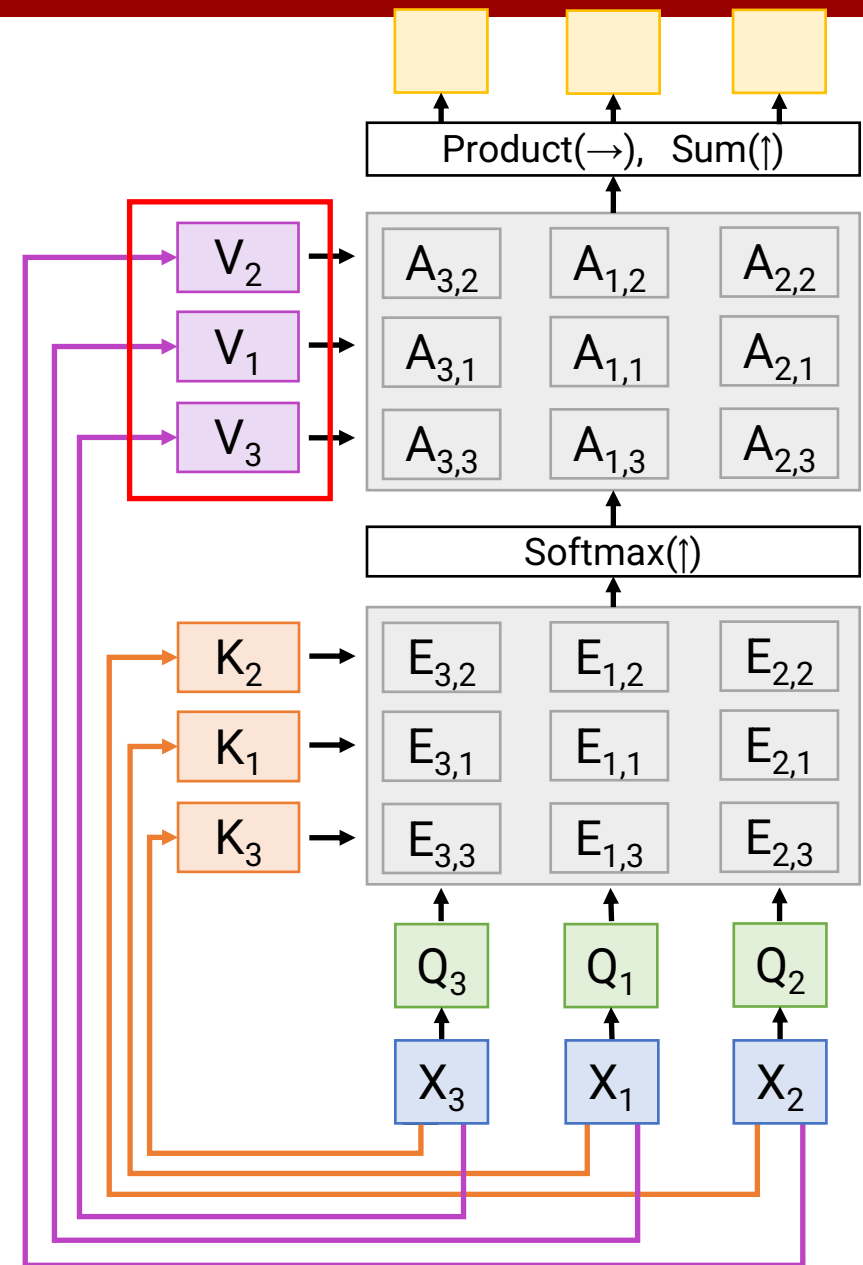 Product(→), Sum(↑)
V₂ A₃,₂ A₁,₂ A₂,₂
V₁ A₃,₁ A₁,₁ A₂,₁
V₃ A₃,₃ A₁,₃ A₂,₃
Softmax(↑)
K₂ E₃,₂ E₁,₂ E₂,₂
K₁ E₃,₁ E₁,₁ E₂,₁
K₃ E₃,₃ E₁,₃ E₂,₃
Q₃ Q₁ Q₂
X₃ X₁ X₂